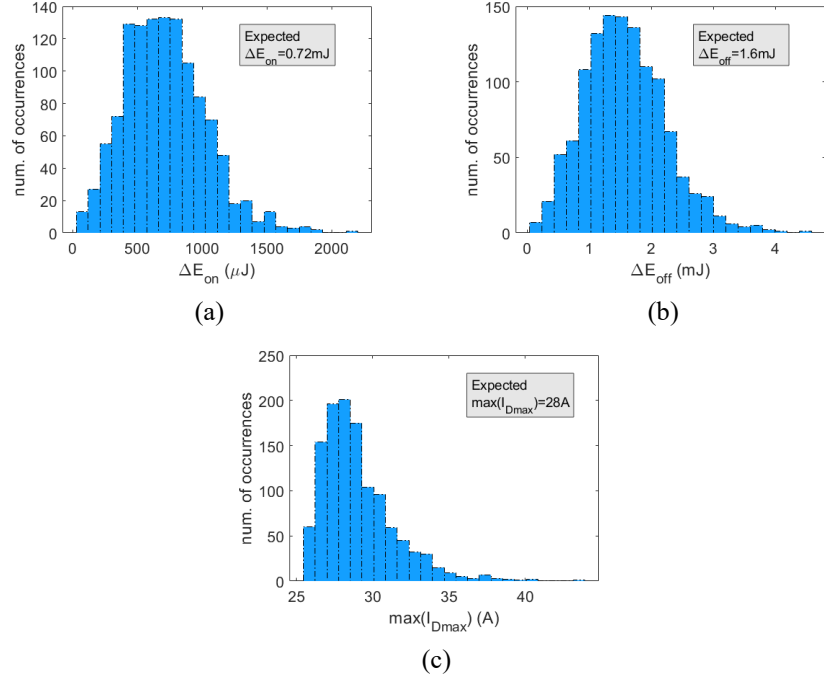 140
120
100
80
60
40
20
0
num. of occurrences
Expected
ΔE_on=0.72mJ
0 500 1000 1500 2000
ΔE_on (μJ)
(a)
150
100
50
0
num. of occurrences
Expected
ΔE_off=1.6mJ
0 1 2 3 4
ΔE_off (mJ)
(b)
250
200
150
100
50
0
num. of occurrences
Expected
max(I_Dmax)=28A
25 30 35 40
max(I_Dmax) (A)
(c)